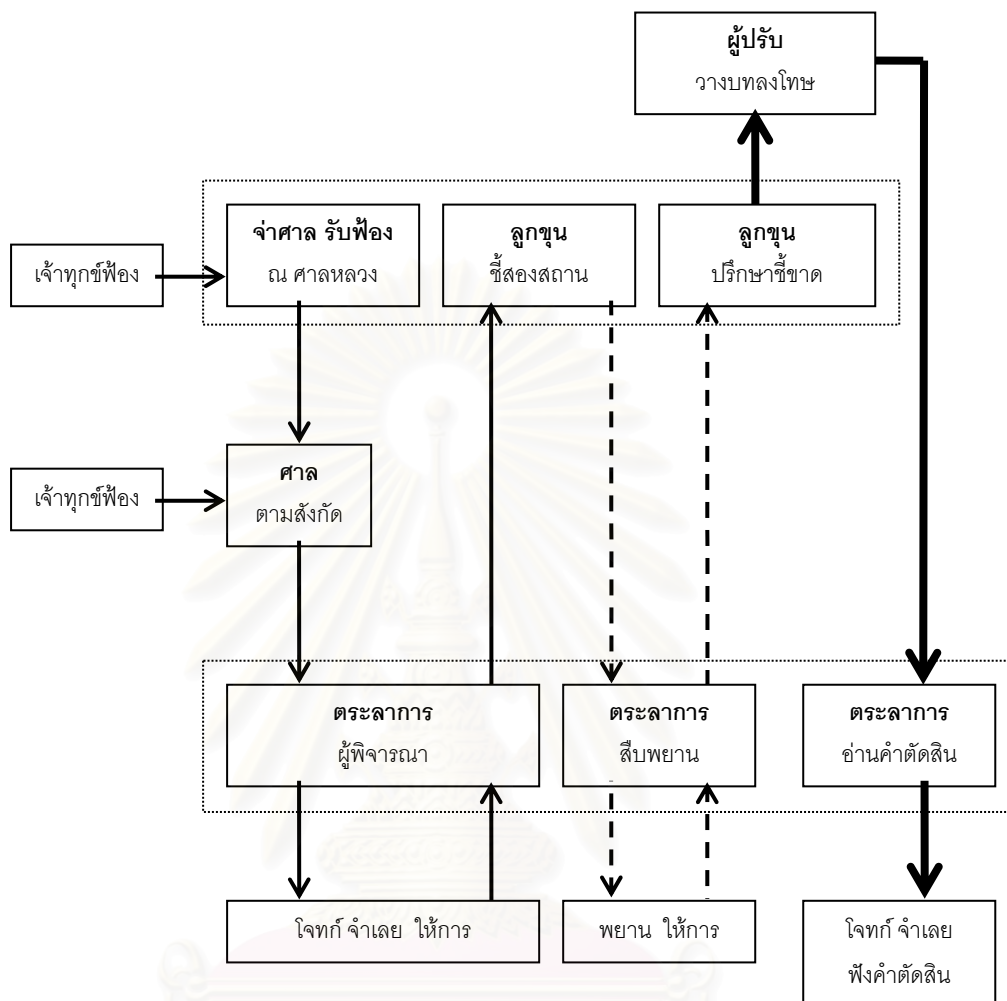 ผู้ปรับ
วางบทลงโทษ
จ่าศาล รับฟ้อง
ณ ศาลหลวง
ลูกขุน
ชี้สองสถาน
ลูกขุน
ปรึกษาชี้ขาด
เจ้าทุกข์ฟ้อง
เจ้าทุกข์ฟ้อง
ศาล
ตามสังกัด
ตระลาการ
ผู้พิจารณา
ตระลาการ
สืบพยาน
ตระลาการ
อ่านคำตัดสิน
โจทก์ จำเลย ให้การ
พยาน ให้การ
โจทก์ จำเลย
ฟังคำตัดสิน